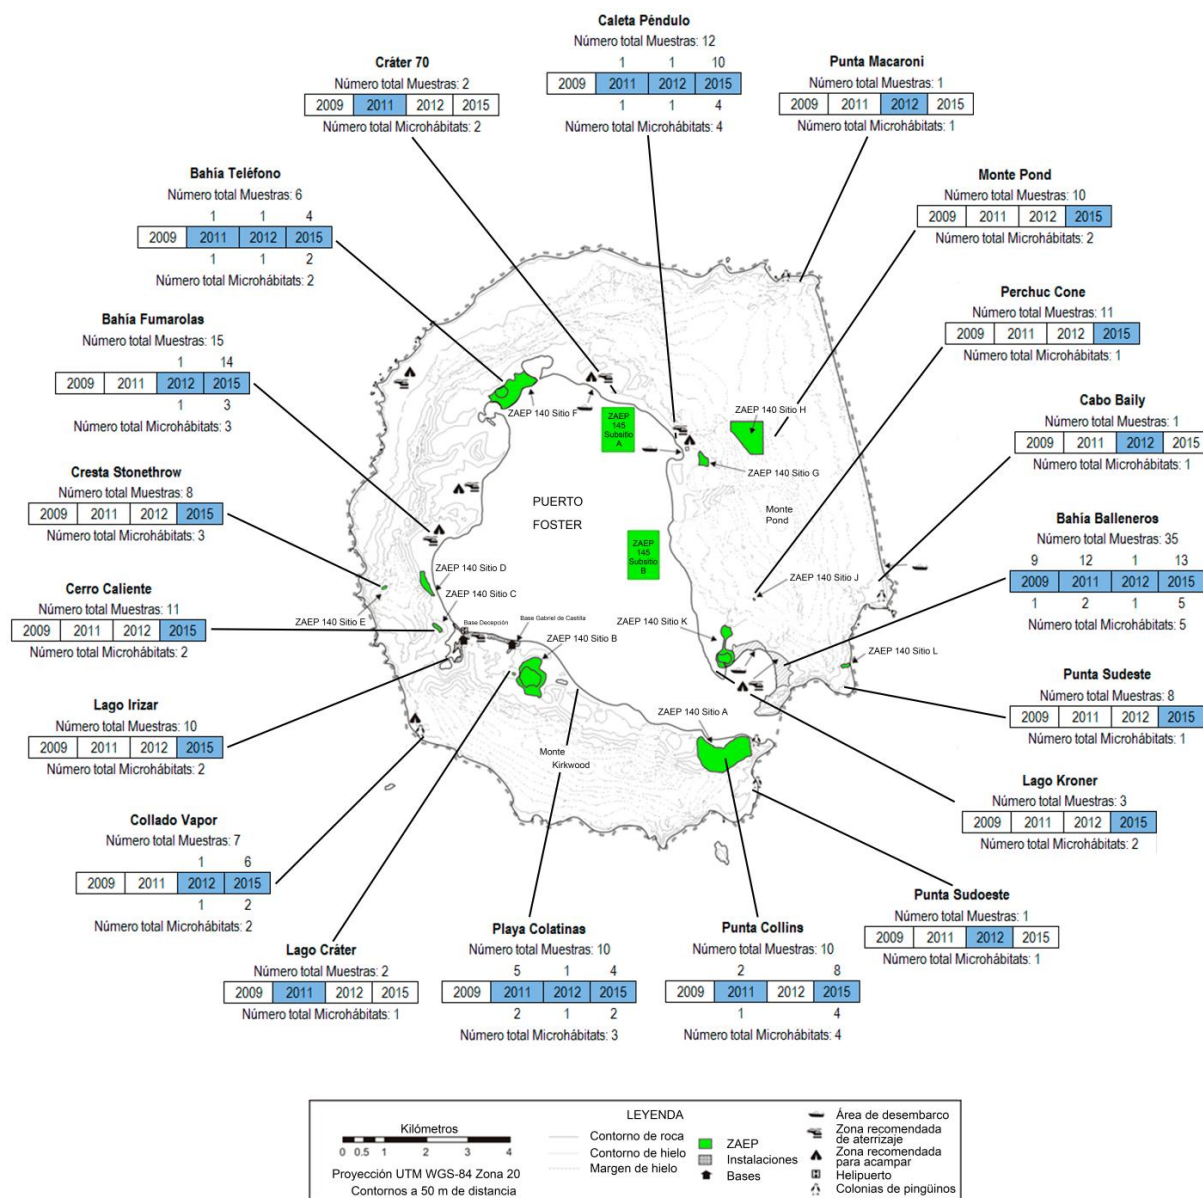 Caleta Péndulo
Número total Muestras: 12
1 1 10
2009 2011 2012 2015
1 1 4
Número total Microhábitats: 4
Cráter 70
Número total Muestras: 2
2009 2011 2012 2015
Número total Microhábitats: 2
Punta Macaroni
Número total Muestras: 1
2009 2011 2012 2015
Número total Microhábitats: 1
Bahía Teléfono
Número total Muestras: 6
1 1 4
2009 2011 2012 2015
1 1 2
Número total Microhábitats: 2
Monte Pond
Número total Muestras: 10
2009 2011 2012 2015
Número total Microhábitats: 2
Bahía Fumarolas
Número total Muestras: 15
1 14
2009 2011 2012 2015
1 3
Número total Microhábitats: 3
Perchuc Cone
Número total Muestras: 11
2009 2011 2012 2015
Número total Microhábitats: 1
Cabo Baily
Número total Muestras: 1
2009 2011 2012 2015
Número total Microhábitats: 1
Cresta Stonethrow
Número total Muestras: 8
2009 2011 2012 2015
Número total Microhábitats: 3
Bahía Balleneros
Número total Muestras: 35
9 12 1 13
2009 2011 2012 2015
1 2 1 5
Número total Microhábitats: 5
Cerro Caliente
Número total Muestras: 11
2009 2011 2012 2015
Número total Microhábitats: 2
Punta Sudeste
Número total Muestras: 8
2009 2011 2012 2015
Número total Microhábitats: 1
Lago Irizar
Número total Muestras: 10
2009 2011 2012 2015
Número total Microhábitats: 2
Lago Kroner
Número total Muestras: 3
2009 2011 2012 2015
Número total Microhábitats: 2
Collado Vapor
Número total Muestras: 7
1 6
2009 2011 2012 2015
1 2
Número total Microhábitats: 2
Punta Sudoeste
Número total Muestras: 1
2009 2011 2012 2015
Número total Microhábitats: 1
Lago Cráter
Número total Muestras: 2
2009 2011 2012 2015
Número total Microhábitats: 1
Playa Colatinas
Número total Muestras: 10
5 1 4
2009 2011 2012 2015
2 1 2
Número total Microhábitats: 3
Punta Collins
Número total Muestras: 10
2 8
2009 2011 2012 2015
1 4
Número total Microhábitats: 4
ZAEP 140 Sitio F
ZAEP
145
Subsitio
A
ZAEP 140 Sitio H
ZAEP 140 Sitio G
PUERTO
FOSTER
Monte
Pond
ZAEP
145
Subsitio
B
ZAEP 140 Sitio D
ZAEP 140 Sitio J
ZAEP 140 Sitio C
ZAEP 140 Sitio E
Base Decepción
Base Gabriel de Castilla
ZAEP 140 Sitio B
ZAEP 140 Sitio K
ZAEP 140 Sitio L
ZAEP 140 Sitio A
Monte
Kirkwood
LEYENDA
Kilómetros
0 0.5 1 2 3 4
Proyección UTM WGS-84 Zona 20
Contornos a 50 m de distancia
Contorno de roca
Contorno de hielo
Margen de hielo
ZAEP
Instalaciones
Bases
Área de desembarco
Zona recomendada
de aterrizaje
Zona recomendada
para acampar
Helipuerto
Colonias de pingüinos